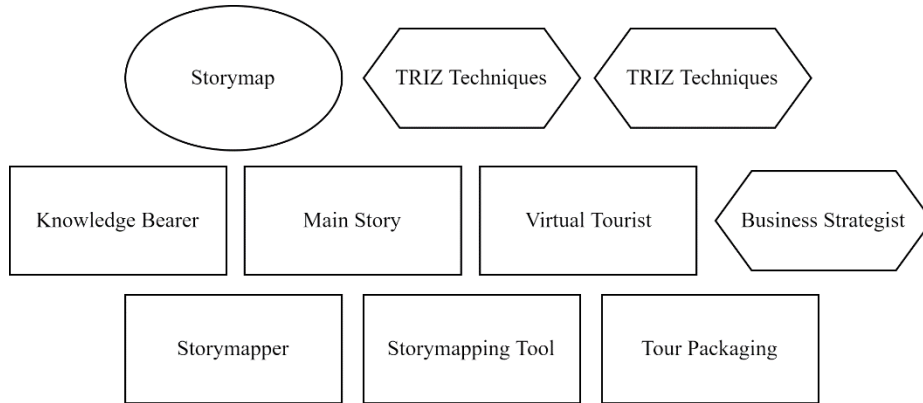 Storymap
TRIZ Techniques
TRIZ Techniques
Knowledge Bearer
Main Story
Virtual Tourist
Business Strategist
Storymapper
Storymapping Tool
Tour Packaging